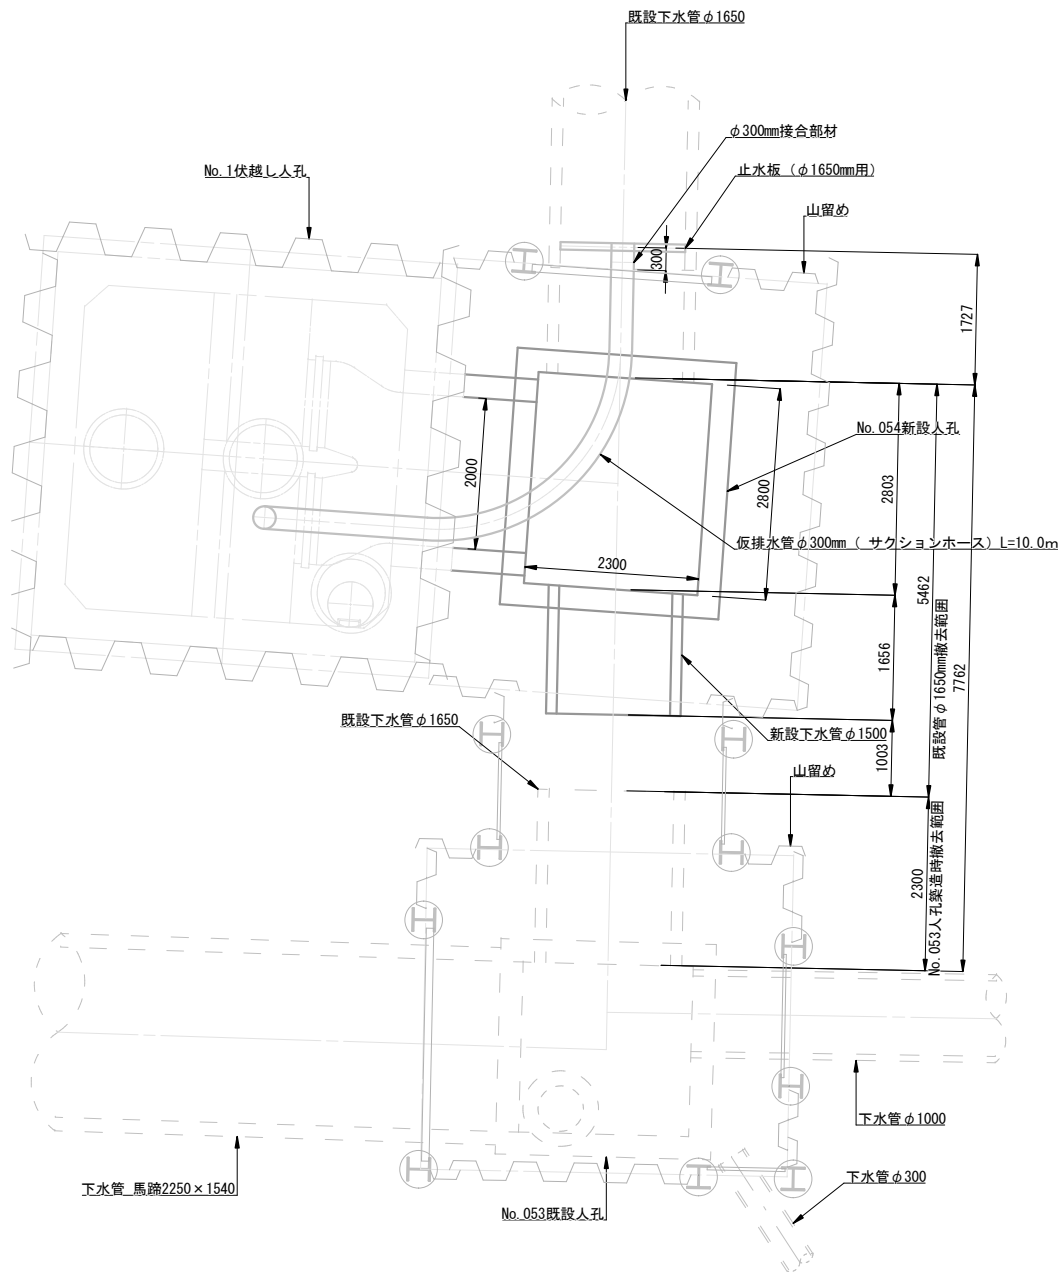 既設下水管φ1650
φ300mm接合部材
No.1伏越し人孔
止水板（φ1650mm用）
山留め
300
1727
No.054新設人孔
2000
2800
2803
仮排水管φ300mm（ サクションホース）L=10.0m
2300
5462
既設管φ1650mm撤去範囲
7762
1656
既設下水管φ1650
新設下水管φ1500
1003
山留め
2300
No.053人孔築造時撤去範囲
下水管φ1000
下水管 馬蹄2250×1540
下水管φ300
No.053既設人孔